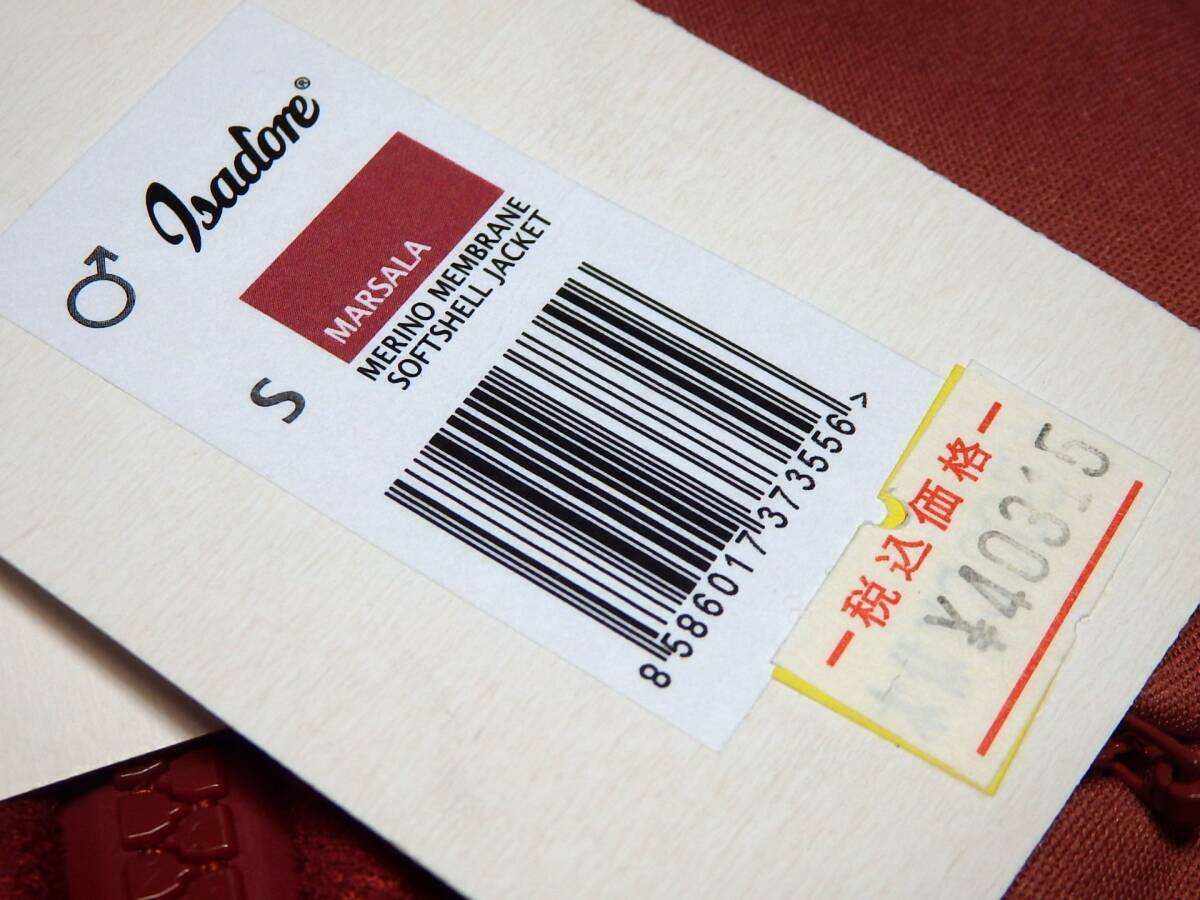 Isadore®
MARSALA
MERINO MEMBRANE
SOFTSHELL JACKET
S
8 586017 373556 >
税込価格
¥40315